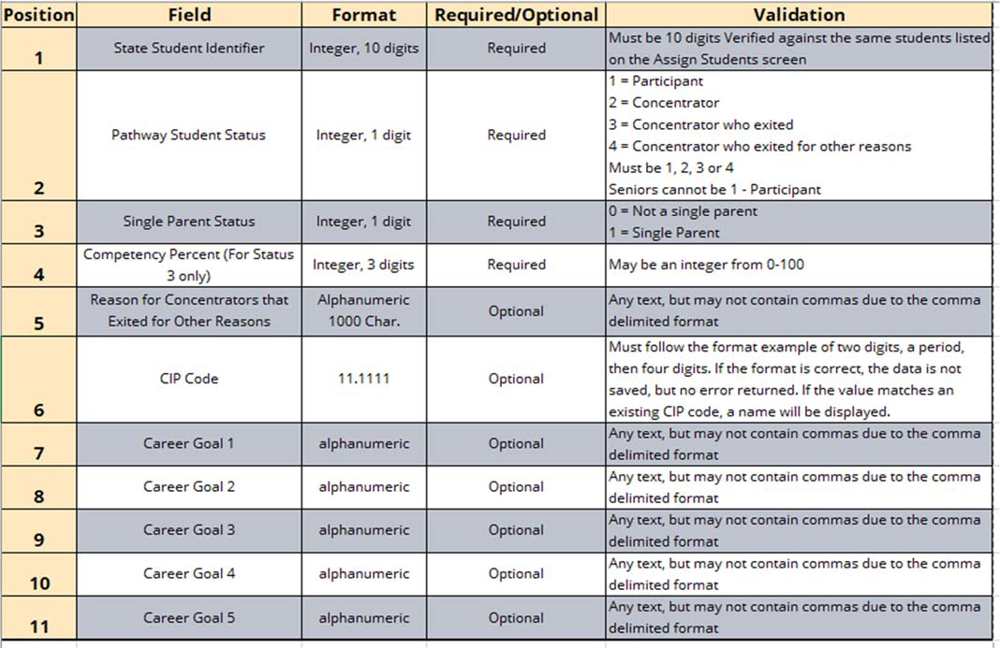 Position Field Format Required/Optional Validation
1 State Student Identifier Integer, 10 digits Required Must be 10 digits Verified against the same students listed
on the Assign Students screen
2 Pathway Student Status Integer, 1 digit Required 1 = Participant
2 = Concentrator
3 = Concentrator who exited
4 = Concentrator who exited for other reasons
Must be 1, 2, 3 or 4
Seniors cannot be 1 - Participant
3 Single Parent Status Integer, 1 digit Required 0 = Not a single parent
1 = Single Parent
4 Competency Percent (For Status
3 only) Integer, 3 digits Required May be an integer from 0-100
5 Reason for Concentrators that
Exited for Other Reasons Alphanumeric
1000 Char. Optional Any text, but may not contain commas due to the comma
delimited format
6 CIP Code 11.1111 Optional Must follow the format example of two digits, a period,
then four digits. If the format is correct, the data is not
saved, but no error returned. If the value matches an
existing CIP code, a name will be displayed.
7 Career Goal 1 alphanumeric Optional Any text, but may not contain commas due to the comma
delimited format
8 Career Goal 2 alphanumeric Optional Any text, but may not contain commas due to the comma
delimited format
9 Career Goal 3 alphanumeric Optional Any text, but may not contain commas due to the comma
delimited format
10 Career Goal 4 alphanumeric Optional Any text, but may not contain commas due to the comma
delimited format
11 Career Goal 5 alphanumeric Optional Any text, but may not contain commas due to the comma
delimited format